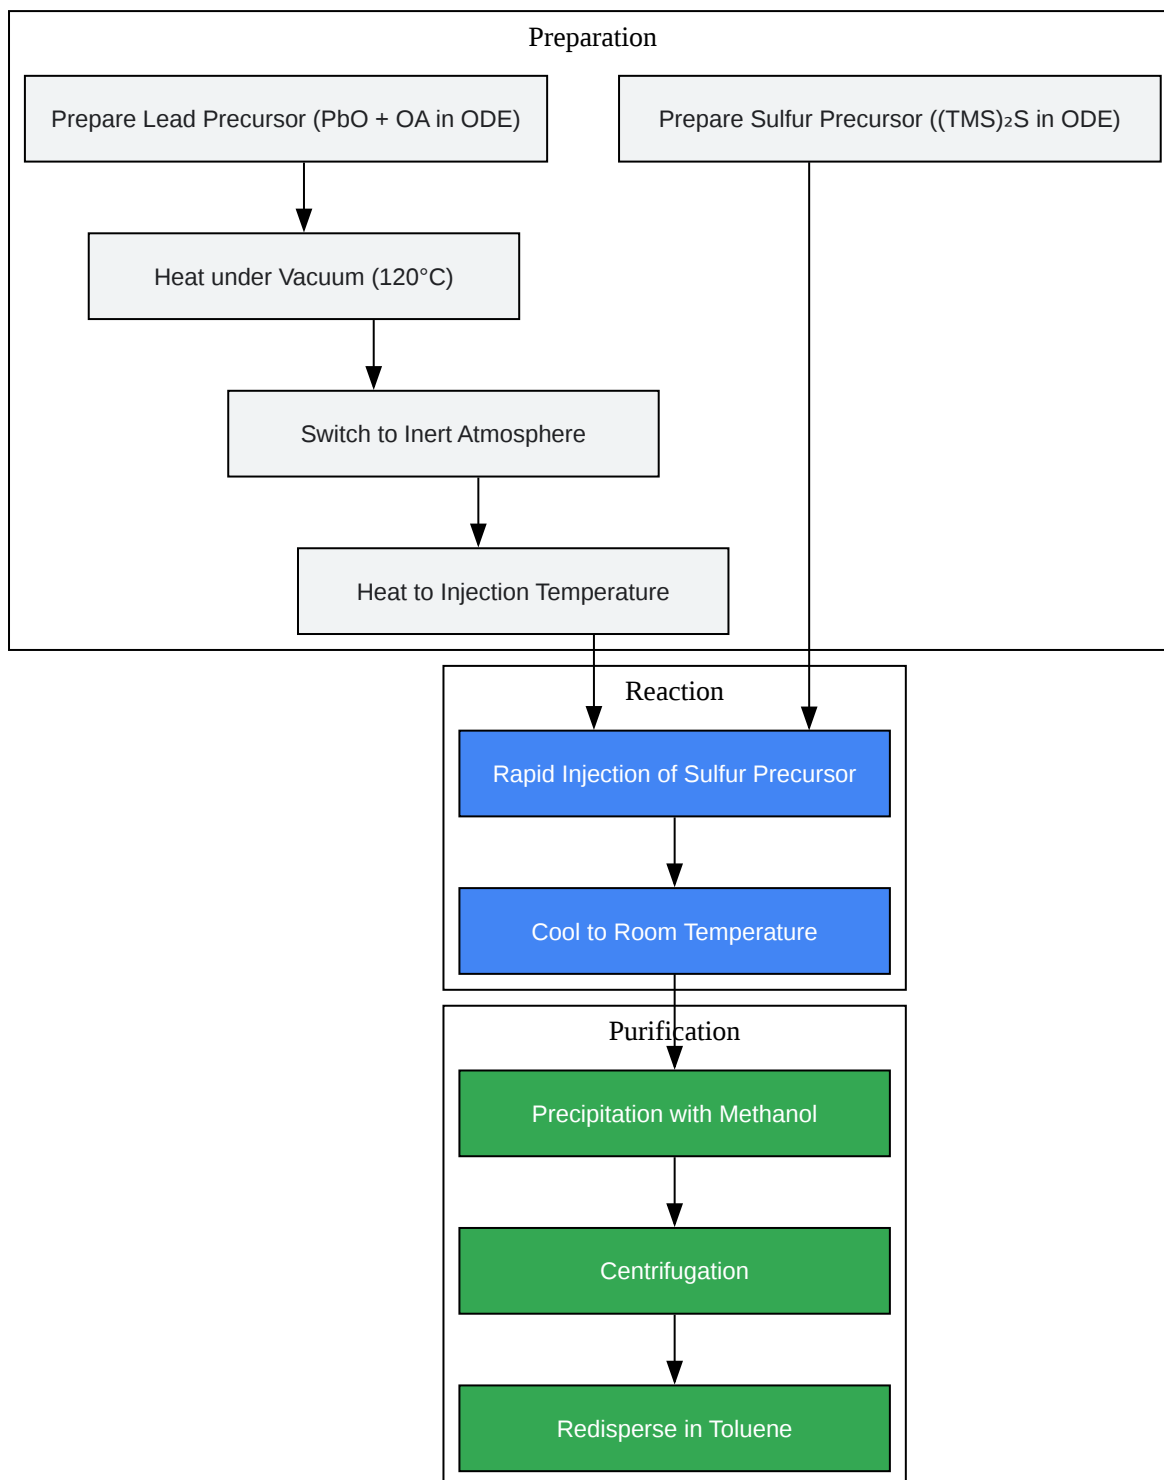 Preparation
Prepare Lead Precursor (PbO + OA in ODE)
Prepare Sulfur Precursor ((TMS)₂S in ODE)
Heat under Vacuum (120°C)
Switch to Inert Atmosphere
Heat to Injection Temperature
Reaction
Rapid Injection of Sulfur Precursor
Cool to Room Temperature
Purification
Precipitation with Methanol
Centrifugation
Redisperse in Toluene